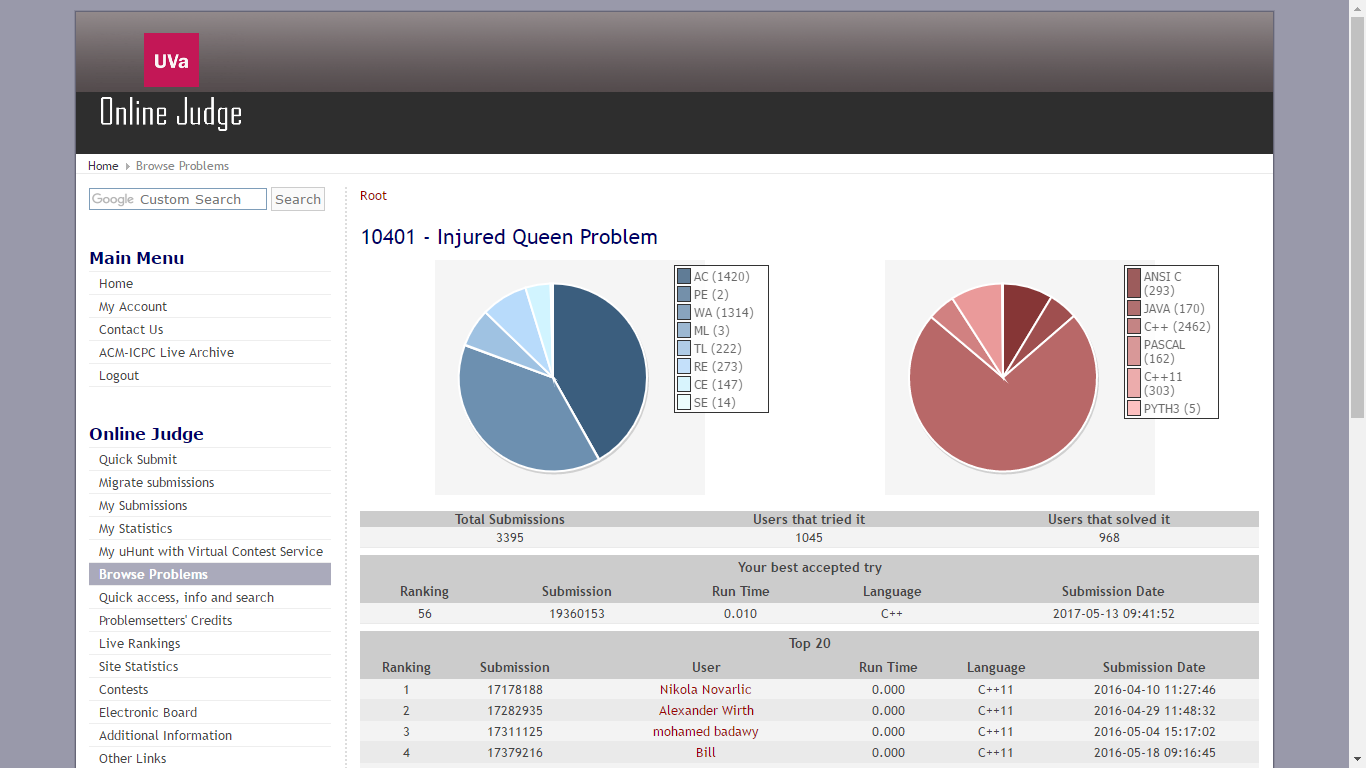 UVa
Online Judge
Home Browse Problems
Google Custom Search Search
Main Menu
Home
My Account
Contact Us
ACM-ICPC Live Archive
Logout
Online Judge
Quick Submit
Migrate submissions
My Submissions
My Statistics
My uHunt with Virtual Contest Service
Browse Problems
Quick access, info and search
Problemsetters' Credits
Live Rankings
Site Statistics
Contests
Electronic Board
Additional Information
Other Links
Root
10401 - Injured Queen Problem
AC (1420)
PE (2)
WA (1314)
ML (3)
TL (222)
RE (273)
CE (147)
SE (14)
ANSI C
(293)
JAVA (170)
C++ (2462)
PASCAL
(162)
C++11
(303)
PYTH3 (5)
Total Submissions Users that tried it Users that solved it
3395 1045 968
Your best accepted try
Ranking Submission Run Time Language Submission Date
56 19360153 0.010 C++ 2017-05-13 09:41:52
Top 20
Ranking Submission User Run Time Language Submission Date
1 17178188 Nikola Novarlic 0.000 C++11 2016-04-10 11:27:46
2 17282935 Alexander Wirth 0.000 C++11 2016-04-29 11:48:32
3 17311125 mohamed badawy 0.000 C++11 2016-05-04 15:17:02
4 17379216 Bill 0.000 C++11 2016-05-18 09:16:45